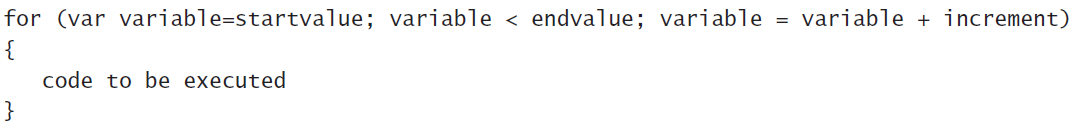 for (var variable=startvalue; variable < endvalue; variable = variable + increment)
{
   code to be executed
}